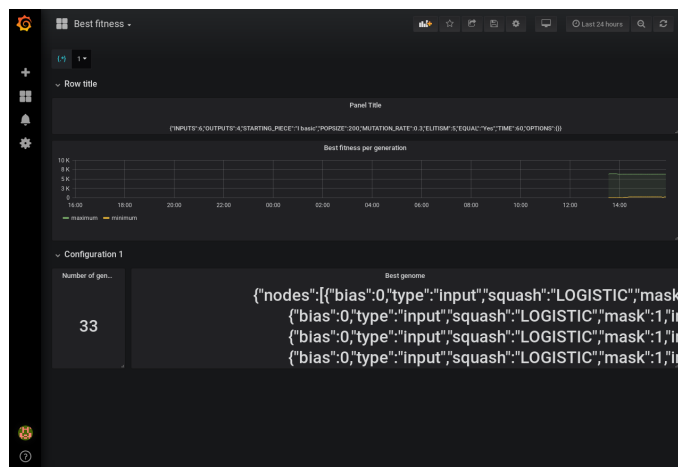 Best fitness
Last 24 hours
(.*) 1
Row title
Panel Title
{"INPUTS":6,"OUTPUTS":4,"STARTING_PIECE":"I basic","POPSIZE":200,"MUTATION_RATE":0.3,"ELITISM":5,"EQUAL":"Yes","TIME":60,"OPTIONS":{}}
Best fitness per generation
10 K
8 K
5 K
3 K
0
16:00 18:00 20:00 22:00 00:00 02:00 04:00 06:00 08:00 10:00 12:00 14:00
maximum minimum
Configuration 1
Number of gen...
33
Best genome
{"nodes":[{"bias":0,"type":"input","squash":"LOGISTIC","mask
{"bias":0,"type":"input","squash":"LOGISTIC","mask":1,"i
{"bias":0,"type":"input","squash":"LOGISTIC","mask":1,"i
{"bias":0,"type":"input","squash":"LOGISTIC","mask":1,"i
?